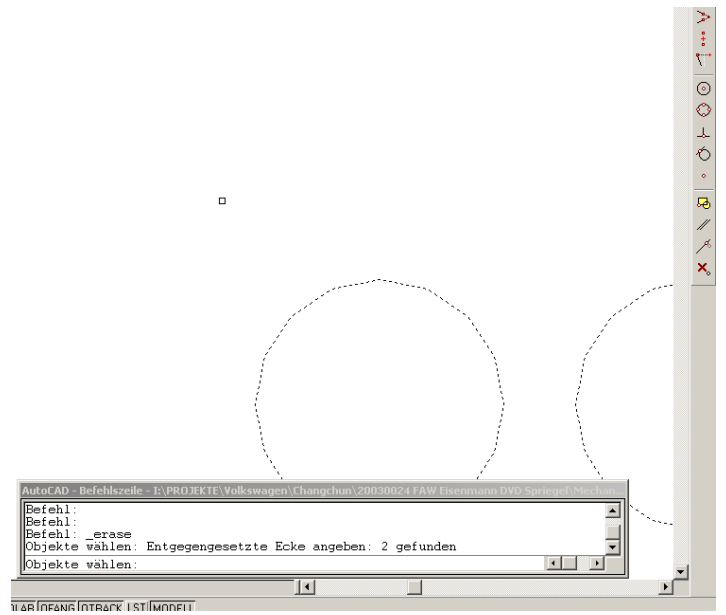 AutoCAD - Befehlszeile - I:\PROJEKTE\Volkswagen\Changchun\20030024 FAW Eisenmann DVD Spriegel\Mechan...
Befehl:
Befehl:
Befehl: _erase
Objekte wählen: Entgegengesetzte Ecke angeben: 2 gefunden
Objekte wählen:
OLAR OFANG OTRACK LST MODELL